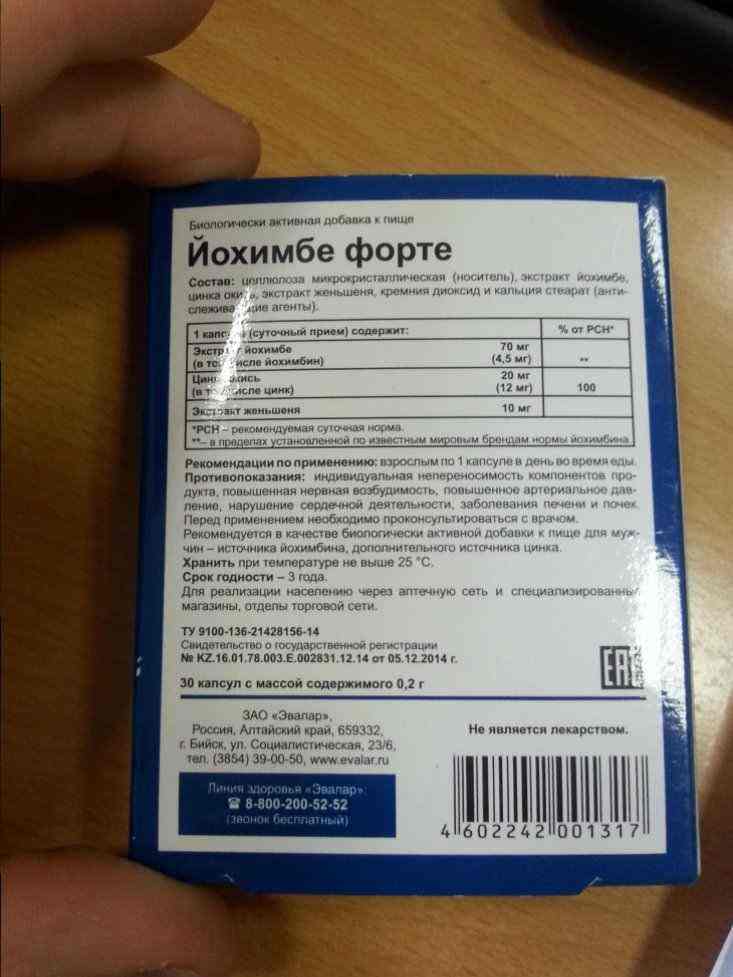 Биологически активная добавка к пище
Йохимбе форте
Состав: целлюлоза микрокристаллическая (носитель), экстракт йохимбе,
цинка окись, экстракт женьшеня, кремния диоксид и кальция стеарат (анти-
слеживающие агенты).
1 капсула (суточный прием) содержит: % от РСН*
Экстракт йохимбе 70 мг
(в том числе йохимбин) (4,5 мг) **
Цинка окись 20 мг
(в том числе цинк) (12 мг) 100
Экстракт женьшеня 10 мг
*РСН – рекомендуемая суточная норма.
**– в пределах установленной по известным мировым брендам нормы йохимбина
Рекомендации по применению: взрослым по 1 капсуле в день во время еды.
Противопоказания: индивидуальная непереносимость компонентов про-
дукта, повышенная нервная возбудимость, повышенное артериальное дав-
ление, нарушение сердечной деятельности, заболевания печени и почек.
Перед применением необходимо проконсультироваться с врачом.
Рекомендуется в качестве биологически активной добавки к пище для муж-
чин – источника йохимбина, дополнительного источника цинка.
Хранить при температуре не выше 25 °С.
Срок годности – 3 года.
Для реализации населению через аптечную сеть и специализированные
магазины, отделы торговой сети.
ТУ 9100-136-21428156-14
Свидетельство о государственной регистрации
№ KZ.16.01.78.003.E.002831.12.14 от 05.12.2014 г.
EAC
30 капсул с массой содержимого 0,2 г
ЗАО «Эвалар»,
Россия, Алтайский край, 659332,
г. Бийск, ул. Социалистическая, 23/6,
тел. (3854) 39-00-50, www.evalar.ru
Не является лекарством.
Линия здоровья «Эвалар»:
☎ 8-800-200-52-52
(звонок бесплатный)
4 602242 001317